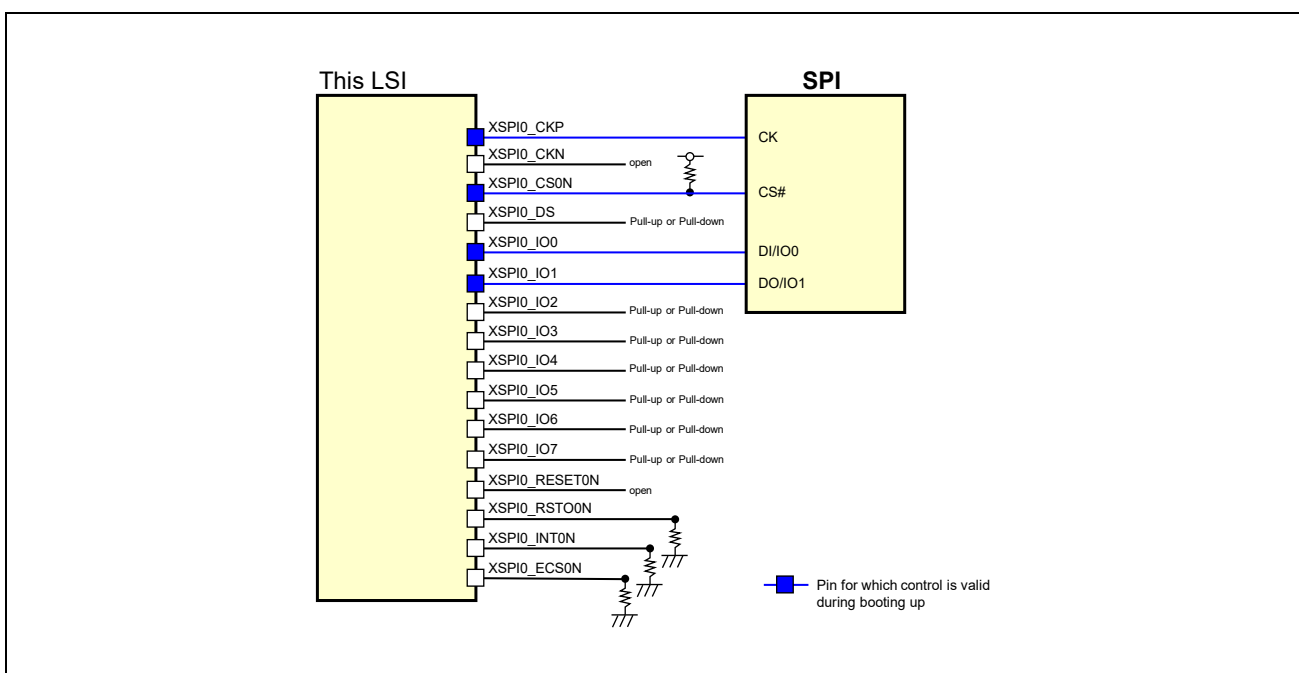 This LSI
SPI
XSPI0_CKP
CK
XSPI0_CKN
open
XSPI0_CS0N
CS#
XSPI0_DS
Pull-up or Pull-down
XSPI0_IO0
DI/IO0
XSPI0_IO1
DO/IO1
XSPI0_IO2
Pull-up or Pull-down
XSPI0_IO3
Pull-up or Pull-down
XSPI0_IO4
Pull-up or Pull-down
XSPI0_IO5
Pull-up or Pull-down
XSPI0_IO6
Pull-up or Pull-down
XSPI0_IO7
Pull-up or Pull-down
XSPI0_RESET0N
open
XSPI0_RSTO0N
XSPI0_INT0N
XSPI0_ECS0N
Pin for which control is valid
during booting up